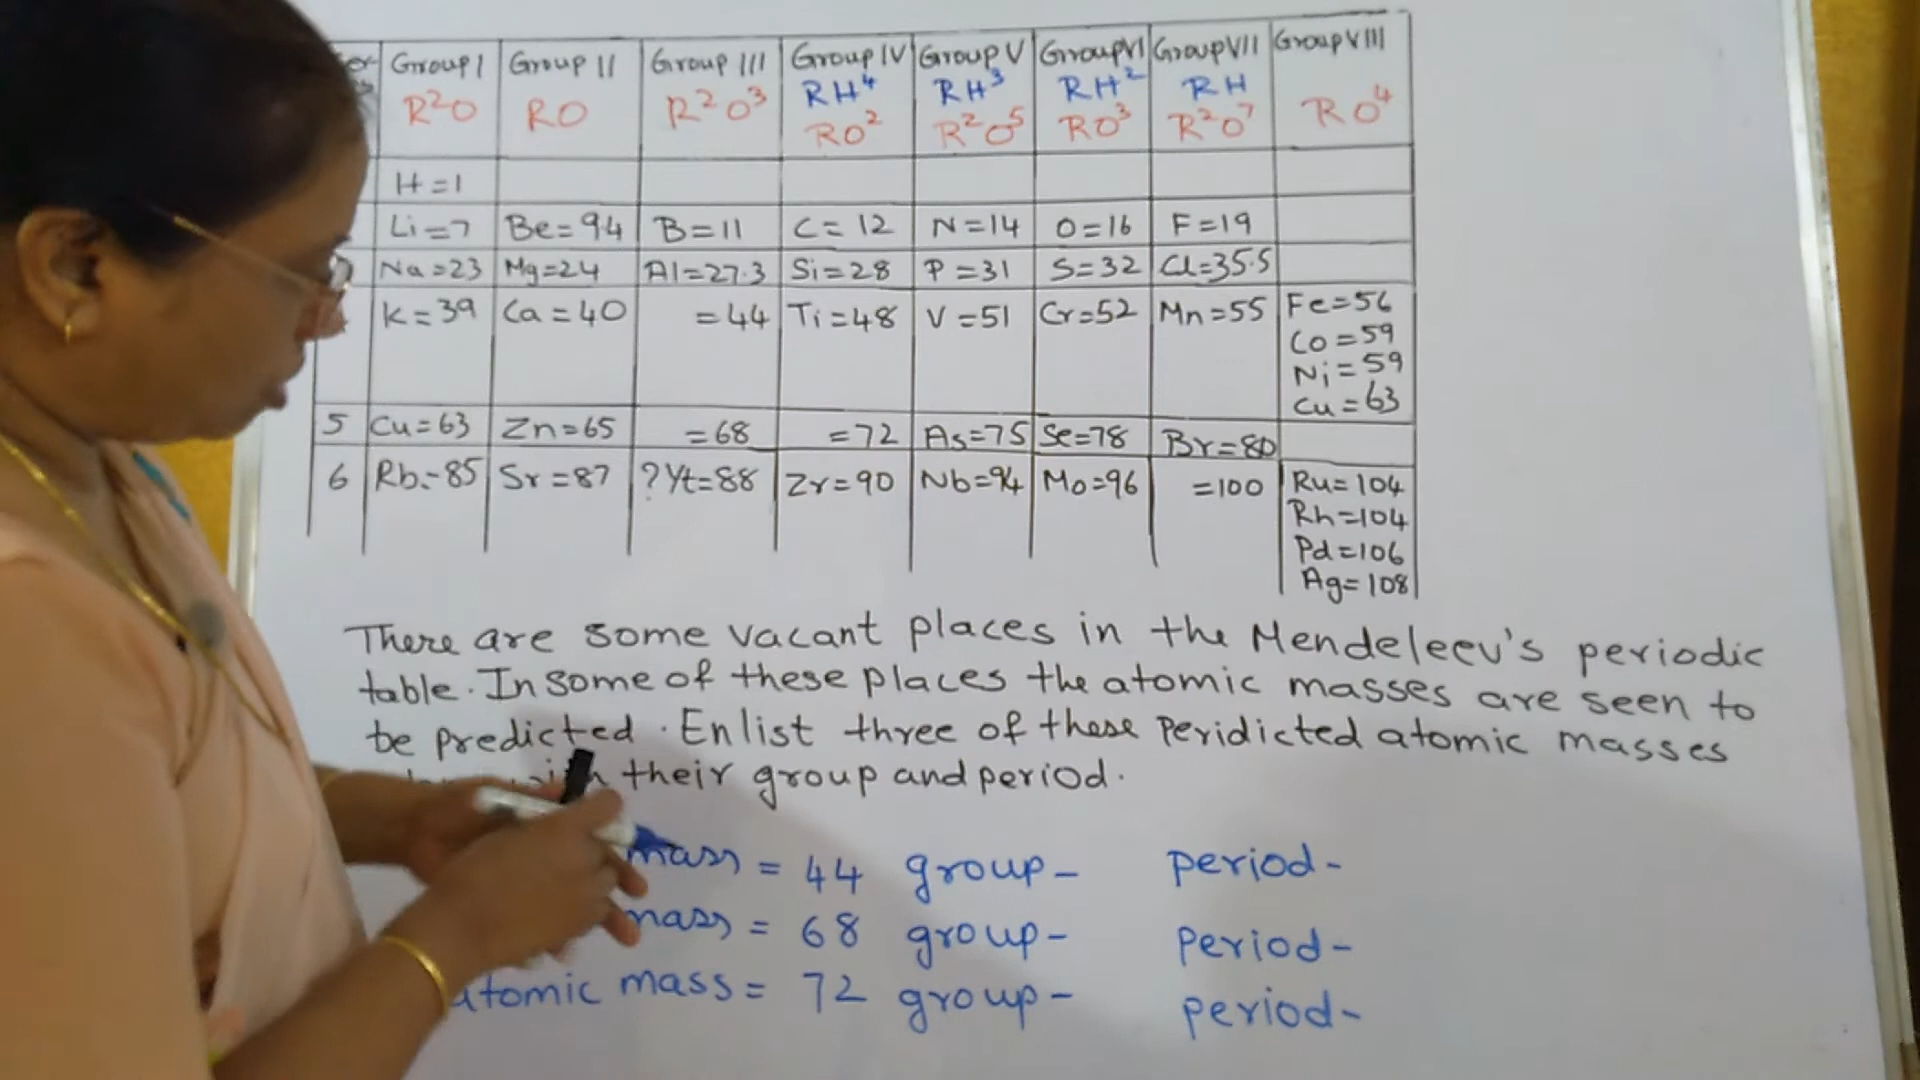 Group I Group II Group III Group IV Group V Group VI Group VII Group VIII
RH⁴ RH³ RH² RH
R²O RO R²O³ RO² R²O⁵ RO³ R²O⁷ RO⁴
H=1
Li=7 Be=94 B=11 C=12 N=14 O=16 F=19
Na=23 Mg=24 Al=27.3 Si=28 P=31 S=32 Cl=35.5
K=39 Ca=40 =44 Ti=48 V=51 Cr=52 Mn=55 Fe=56
Co=59
Ni=59
Cu=63
5 Cu=63 Zn=65 =68 =72 As=75 Se=78 Br=80
6 Rb=85 Sr=87 ?Yt=88 Zr=90 Nb=94 Mo=96 =100 Ru=104
Rh=104
Pd=106
Ag=108
There are some vacant places in the Mendeleev's periodic
table. In some of these places the atomic masses are seen to
be predicted. Enlist three of these Peridicted atomic masses
their group and period.
mass = 44 group- period-
mass = 68 group- period-
atomic mass = 72 group- period-